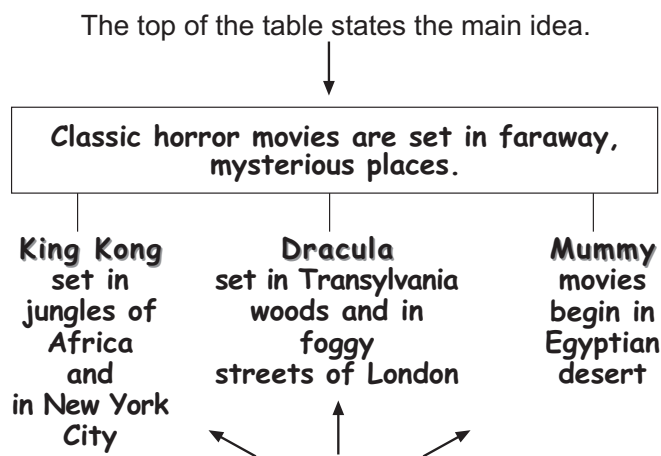 The top of the table states the main idea.
Classic horror movies are set in faraway,
mysterious places.
King Kong
set in
jungles of
Africa
and
in New York
City
Dracula
set in Transylvania
woods and in
foggy
streets of London
Mummy
movies
begin in
Egyptian
desert